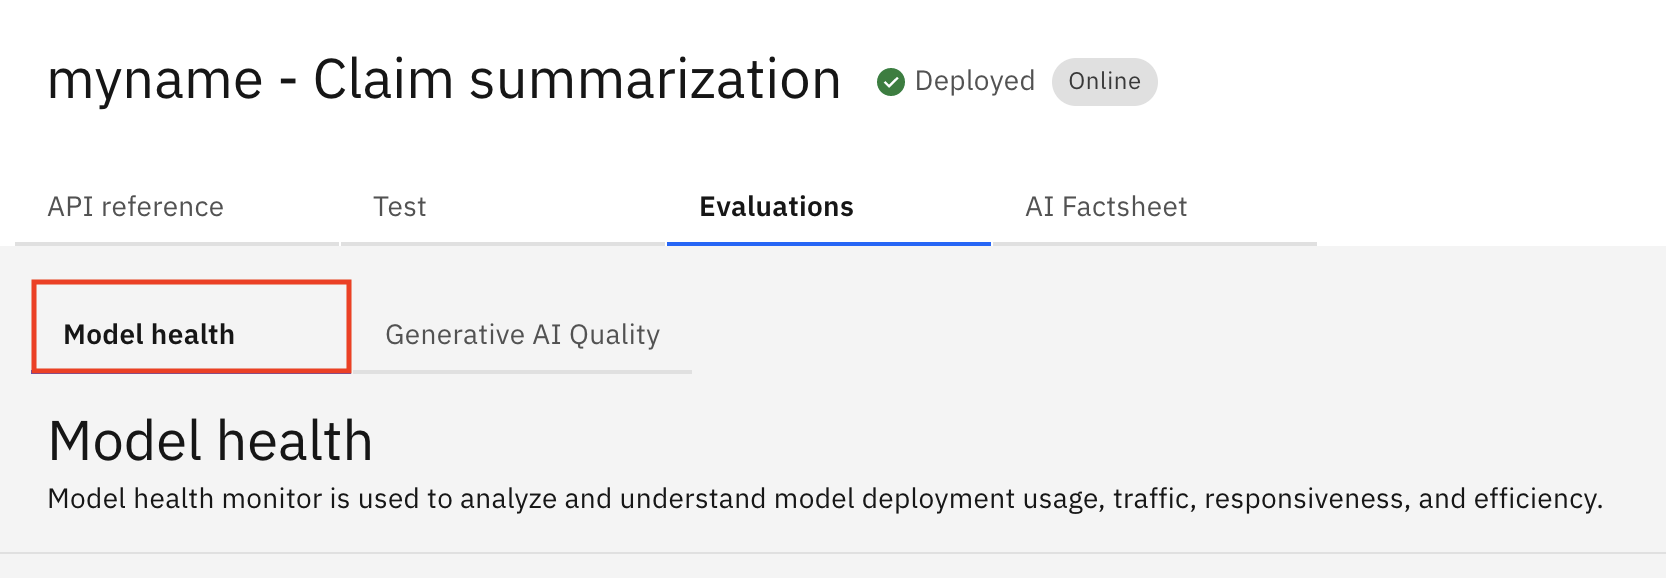 myname - Claim summarization Deployed Online
API reference Test Evaluations AI Factsheet
Model health Generative AI Quality
Model health
Model health monitor is used to analyze and understand model deployment usage, traffic, responsiveness, and efficiency.